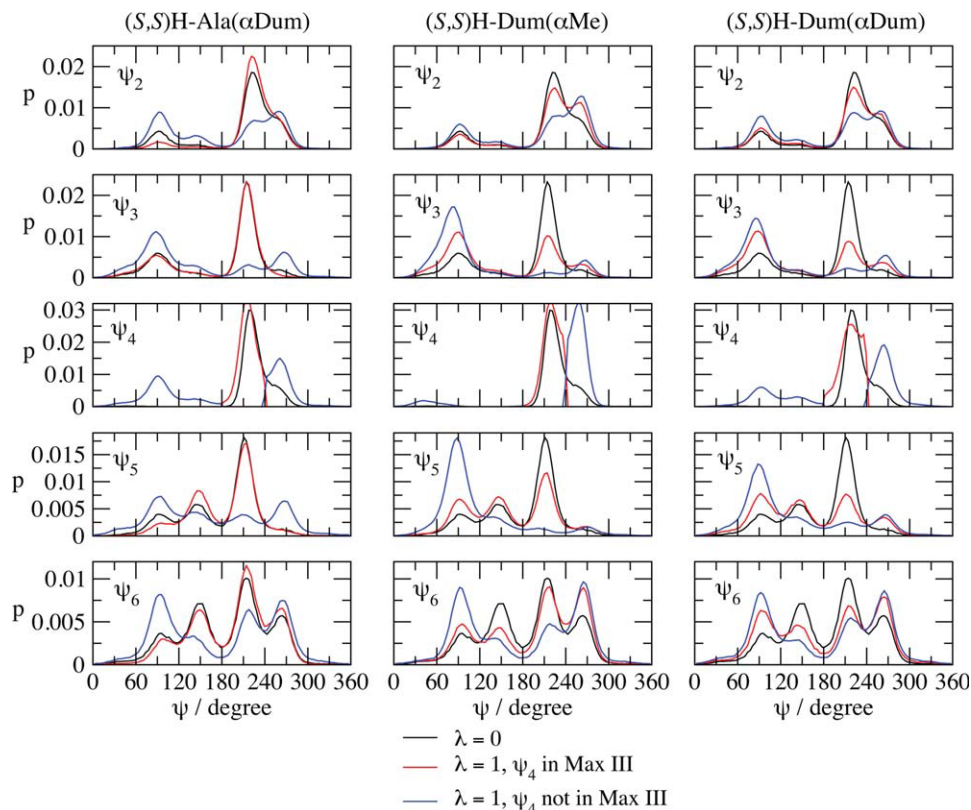 (S,S)H-Ala(αDum) (S,S)H-Dum(αMe) (S,S)H-Dum(αDum)
0.02
p
0.01
0
ψ2 ψ2 ψ2
0.02
p
0.01
0
ψ3 ψ3 ψ3
0.03
0.02
p
0.01
0
ψ4 ψ4 ψ4
0.015
p
0.01
0.005
0
ψ5 ψ5 ψ5
0.01
p
0.005
0
ψ6 ψ6 ψ6
0 60 120 180 240 300 360 0 60 120 180 240 300 360 0 60 120 180 240 300 360
ψ / degree ψ / degree ψ / degree
λ = 0
λ = 1, ψ4 in Max III
λ = 1, ψ4 not in Max III